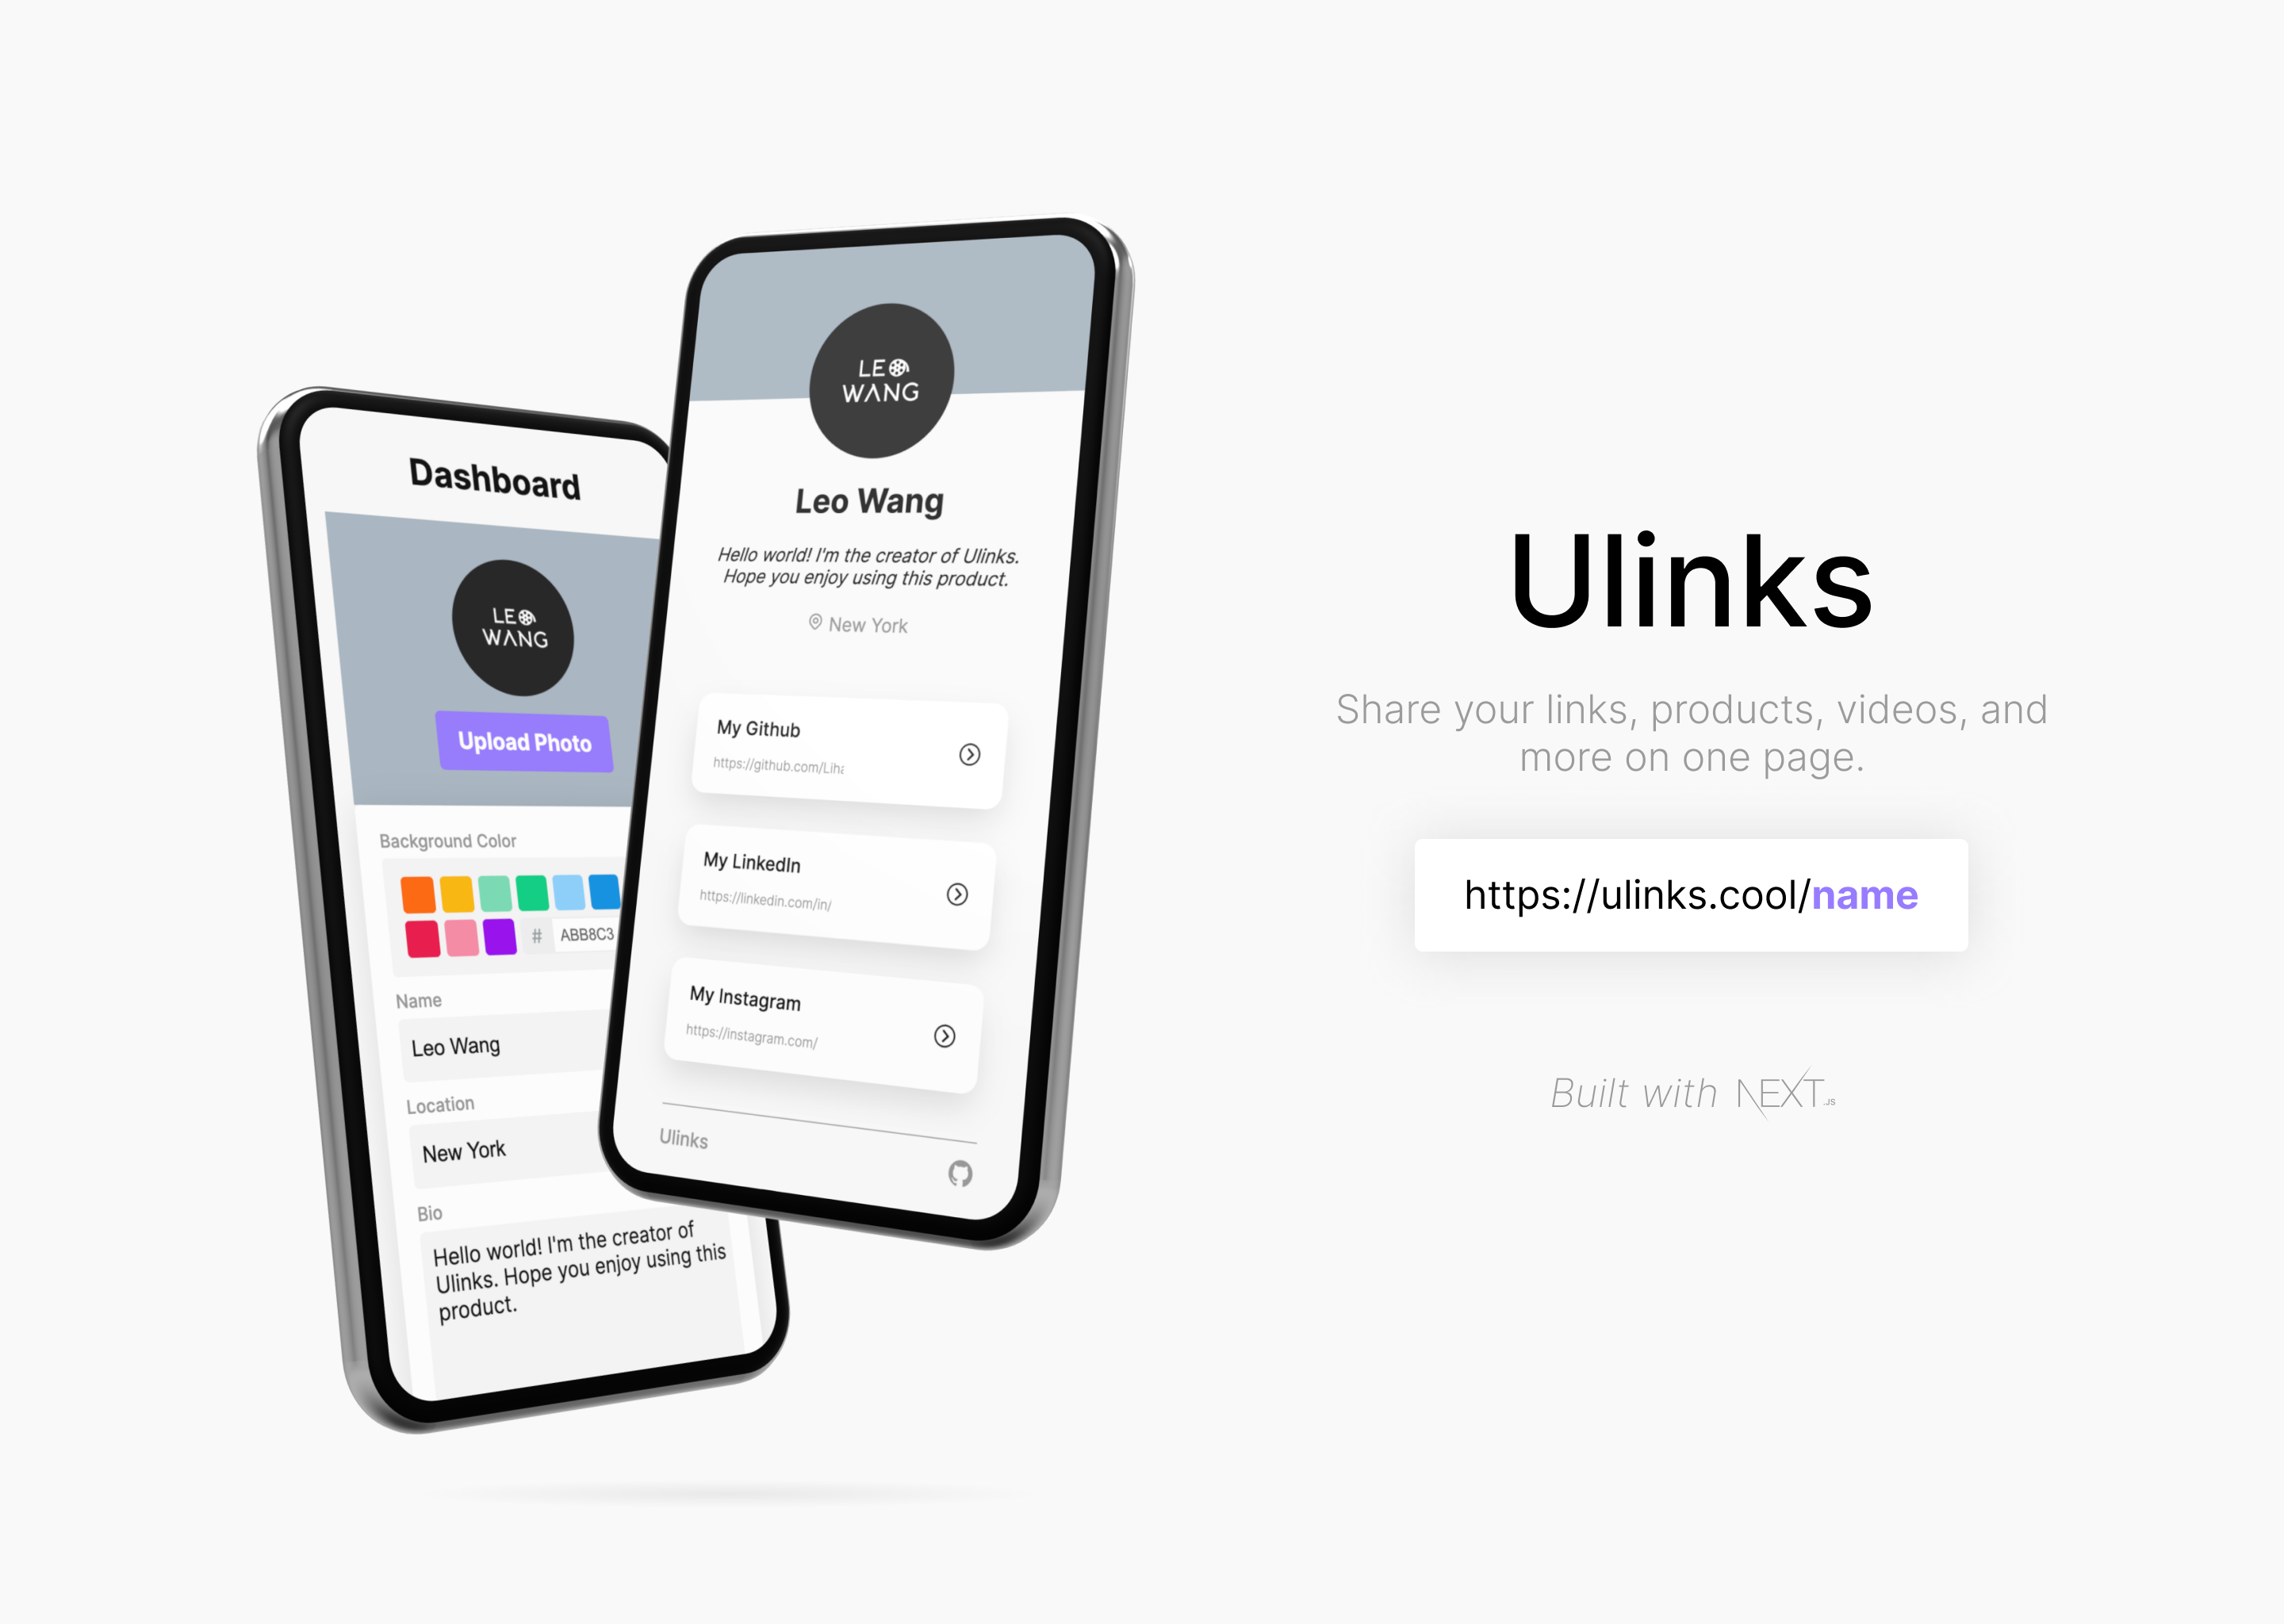 Dashboard
LEO
WANG
Upload Photo
Background Color
# ABB8C3
Name
Leo Wang
Location
New York
Bio
Hello world! I'm the creator of
Ulinks. Hope you enjoy using this
product.
LEO
WANG
Leo Wang
Hello world! I'm the creator of Ulinks.
Hope you enjoy using this product.
New York
My Github
https://github.com/Liha
My LinkedIn
https://linkedin.com/in/
My Instagram
https://instagram.com/
Ulinks
Ulinks
Share your links, products, videos, and
more on one page.
https://ulinks.cool/name
Built with NEXT.JS